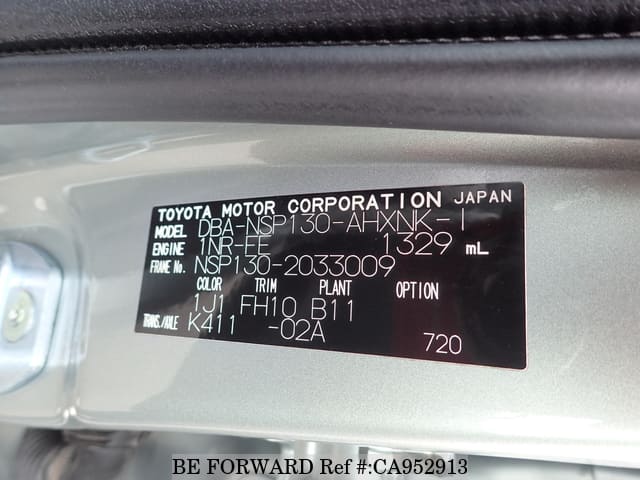 TOYOTA MOTOR CORPORATION JAPAN
MODEL DBA-NSP130-AHXNK-I
ENGINE 1NR-FE 1329 mL
FRAME No. NSP130-2033009
COLOR TRIM PLANT OPTION
1J1 FH10 B11
TRANS./AXLE K411 -02A
720
BE FORWARD Ref #:CA952913